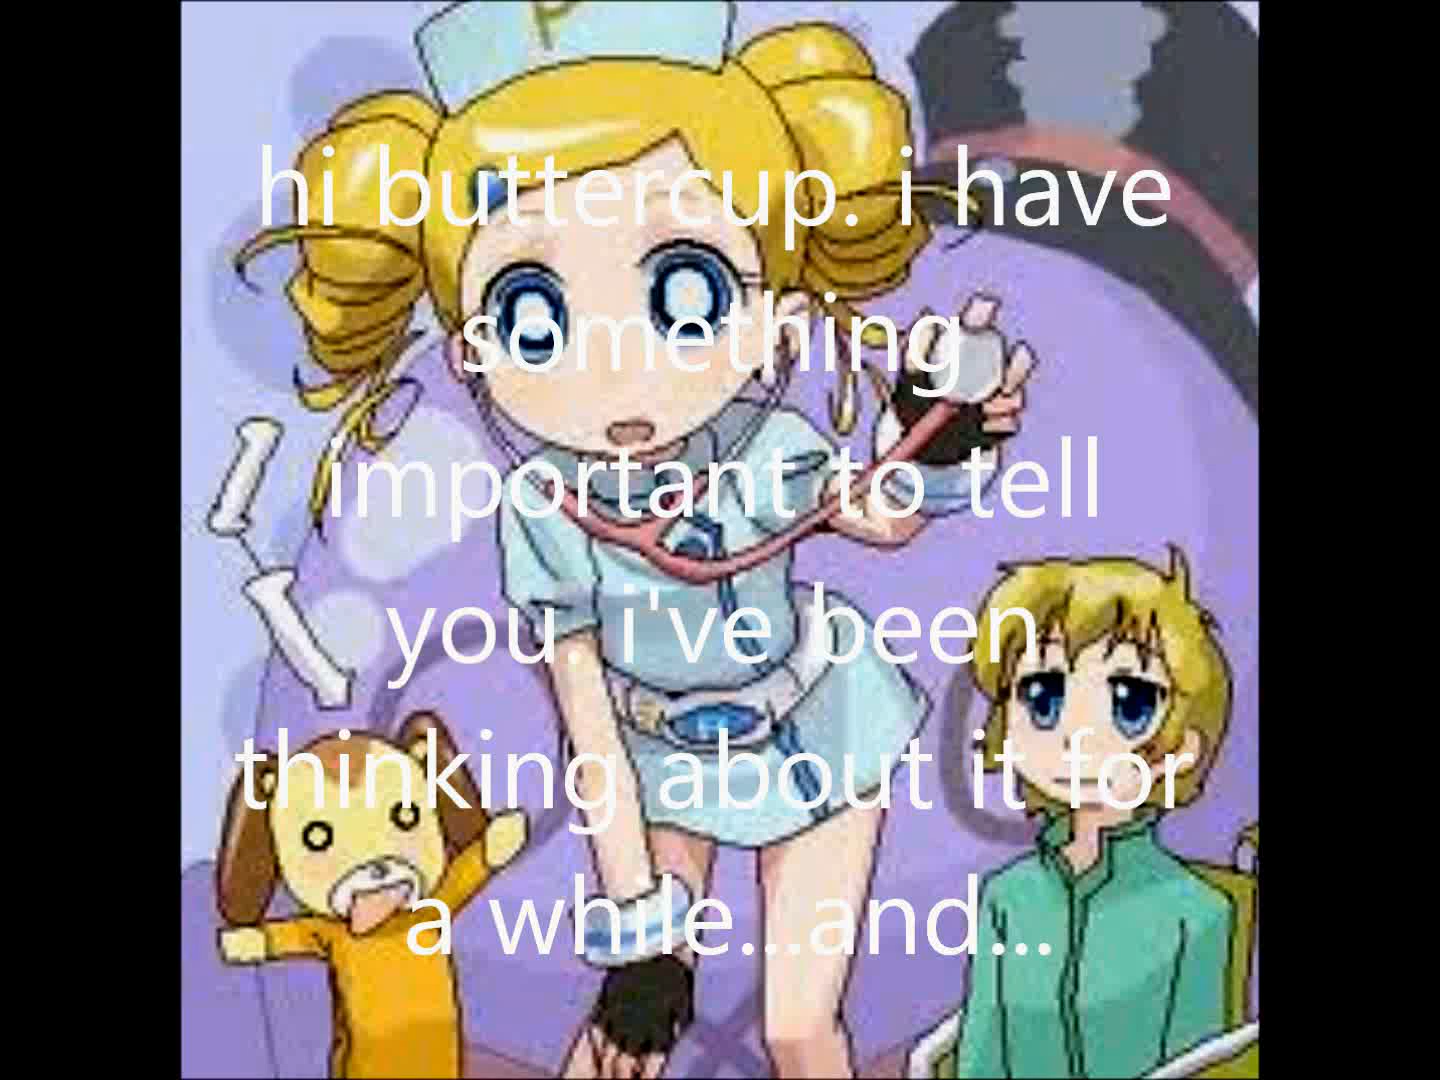 hi buttercup. i have
something
important to tell
you. i've been
thinking about it for
a while...and...
P